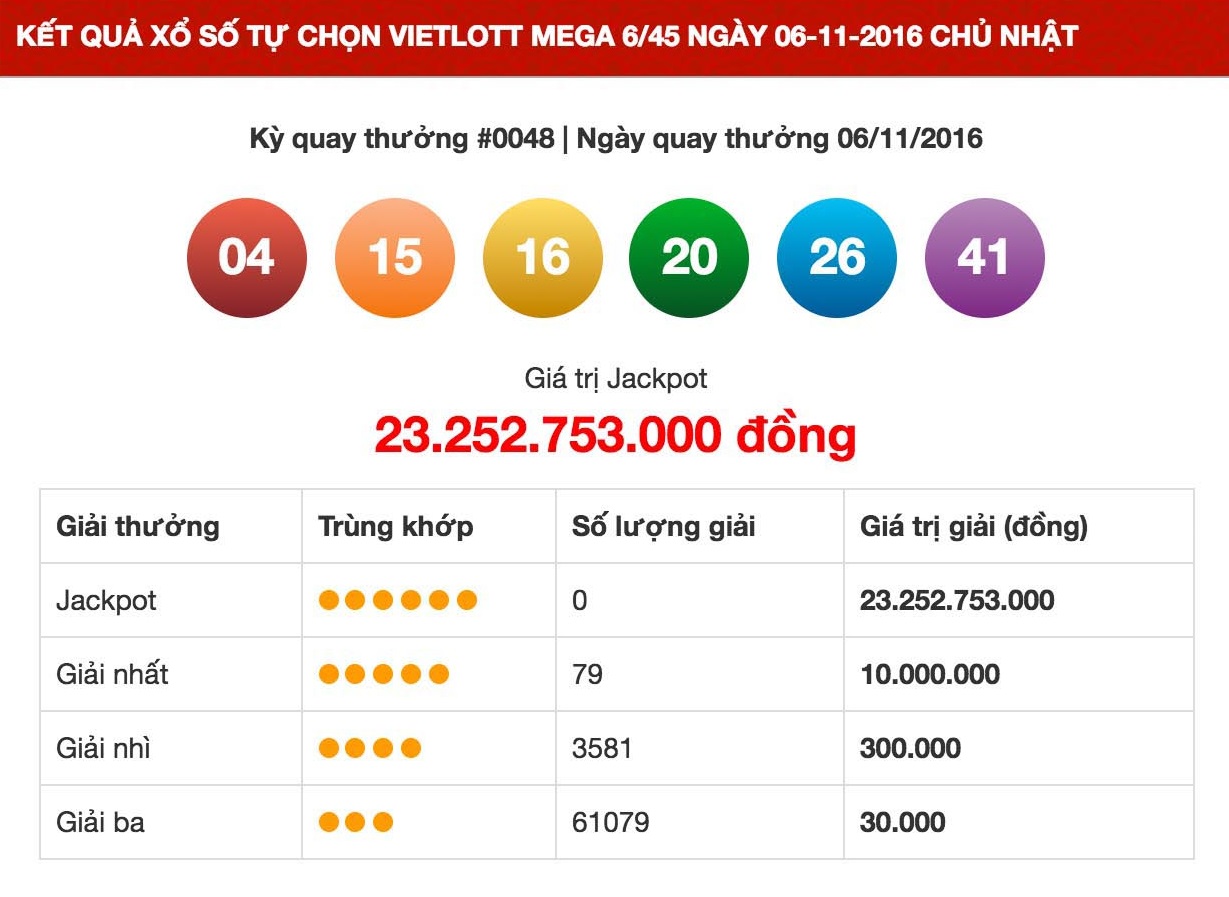 KẾT QUẢ XỔ SỐ TỰ CHỌN VIETLOTT MEGA 6/45 NGÀY 06-11-2016 CHỦ NHẬT
Kỳ quay thưởng #0048 | Ngày quay thưởng 06/11/2016
04 15 16 20 26 41
Giá trị Jackpot
23.252.753.000 đồng
Giải thưởng Trùng khớp Số lượng giải Giá trị giải (đồng)
Jackpot 0 23.252.753.000
Giải nhất 79 10.000.000
Giải nhì 3581 300.000
Giải ba 61079 30.000